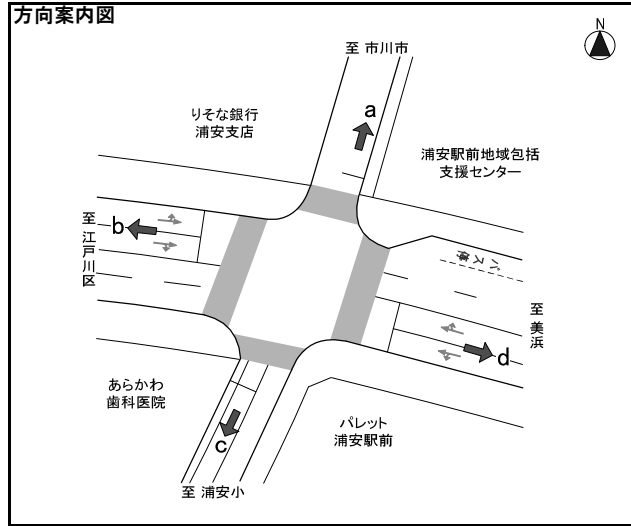 方向案内図
N
至 市川市
a
りそな銀行
浦安支店
浦安駅前地域包括
支援センター
至 江戸川区
b
バス専
至 美浜
d
あらかわ
歯科医院
c
パレット
浦安駅前
至 浦安小